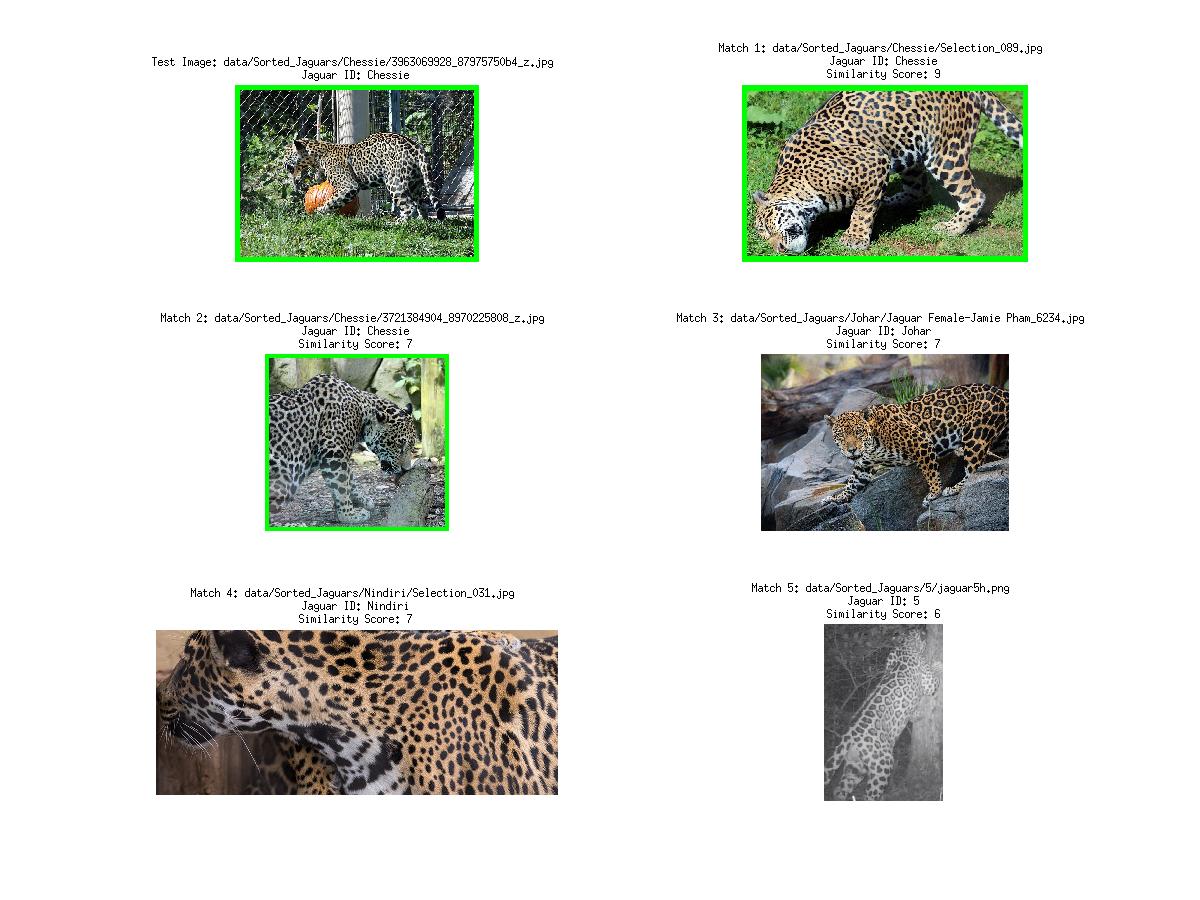 Test Image: data/Sorted_Jaguars/Chessie/3963069928_87975750b4_z.jpg
Jaguar ID: Chessie
Match 1: data/Sorted_Jaguars/Chessie/Selection_089.jpg
Jaguar ID: Chessie
Similarity Score: 9
Match 2: data/Sorted_Jaguars/Chessie/3721384904_8970225808_z.jpg
Jaguar ID: Chessie
Similarity Score: 7
Match 3: data/Sorted_Jaguars/Johar/Jaguar Female-Jamie Pham_6234.jpg
Jaguar ID: Johar
Similarity Score: 7
Match 4: data/Sorted_Jaguars/Nindiri/Selection_031.jpg
Jaguar ID: Nindiri
Similarity Score: 7
Match 5: data/Sorted_Jaguars/5/jaguar5h.png
Jaguar ID: 5
Similarity Score: 6